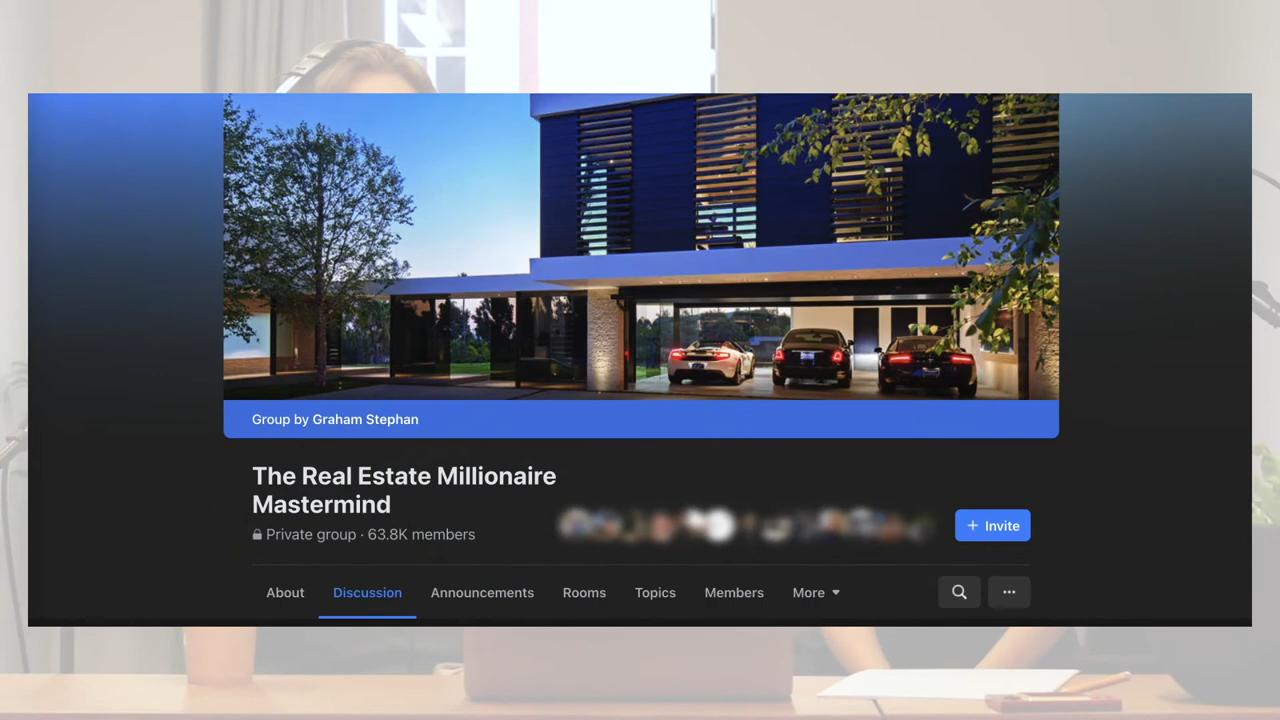 Group by Graham Stephan
The Real Estate Millionaire
Mastermind
Private group · 63.8K members
+ Invite
About Discussion Announcements Rooms Topics Members More